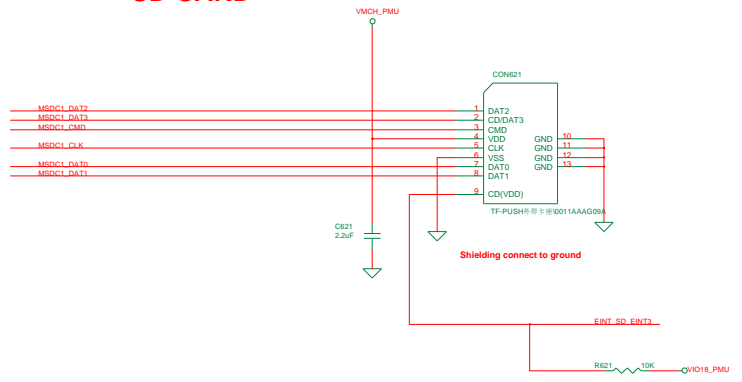 VMCH_PMU
CON621
MSDC1_DAT2
1 DAT2
MSDC1_DAT3
2 CD/DAT3
MSDC1_CMD
3 CMD
4 VDD GND 10
MSDC1_CLK
5 CLK GND 11
6 VSS GND 12
MSDC1_DAT0
7 DAT0 GND 13
MSDC1_DAT1
8 DAT1
9 CD(VDD)
TF-PUSH外焊卡座\0011AAAG09A
C621
2.2uF
Shielding connect to ground
EINT_SD_EINT3
R621 10K VIO18_PMU